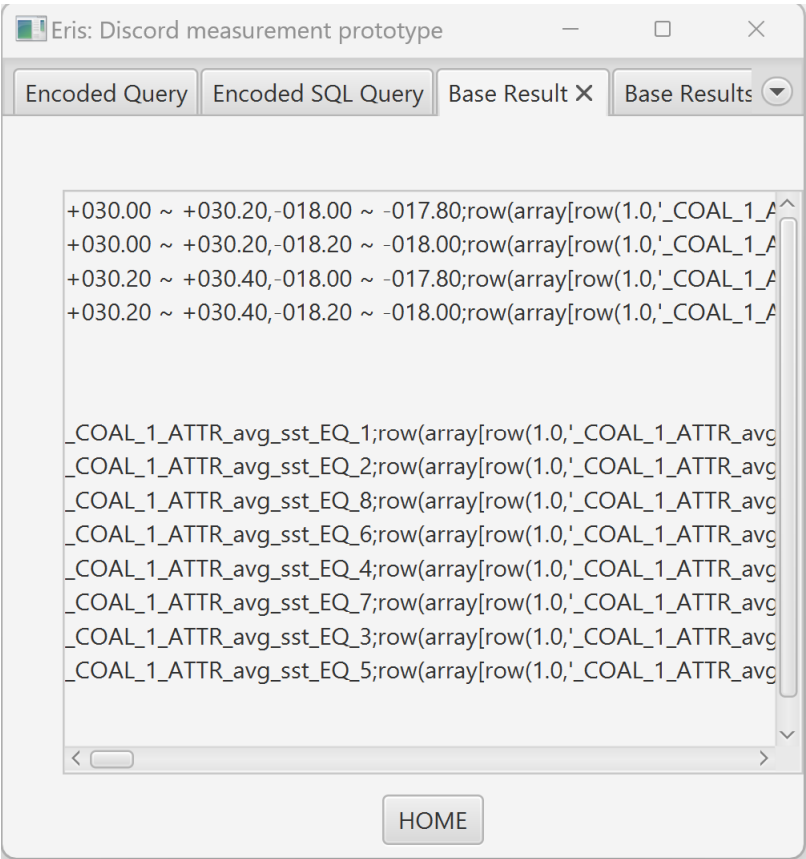 Eris: Discord measurement prototype
Encoded Query Encoded SQL Query Base Result Base Results
+030.00 ~ +030.20,-018.00 ~ -017.80;row(array[row(1.0,'_COAL_1_A
+030.00 ~ +030.20,-018.20 ~ -018.00;row(array[row(1.0,'_COAL_1_A
+030.20 ~ +030.40,-018.00 ~ -017.80;row(array[row(1.0,'_COAL_1_A
+030.20 ~ +030.40,-018.20 ~ -018.00;row(array[row(1.0,'_COAL_1_A
_COAL_1_ATTR_avg_sst_EQ_1;row(array[row(1.0,'_COAL_1_ATTR_avg
_COAL_1_ATTR_avg_sst_EQ_2;row(array[row(1.0,'_COAL_1_ATTR_avg
_COAL_1_ATTR_avg_sst_EQ_8;row(array[row(1.0,'_COAL_1_ATTR_avg
_COAL_1_ATTR_avg_sst_EQ_6;row(array[row(1.0,'_COAL_1_ATTR_avg
_COAL_1_ATTR_avg_sst_EQ_4;row(array[row(1.0,'_COAL_1_ATTR_avg
_COAL_1_ATTR_avg_sst_EQ_7;row(array[row(1.0,'_COAL_1_ATTR_avg
_COAL_1_ATTR_avg_sst_EQ_3;row(array[row(1.0,'_COAL_1_ATTR_avg
_COAL_1_ATTR_avg_sst_EQ_5;row(array[row(1.0,'_COAL_1_ATTR_avg
HOME